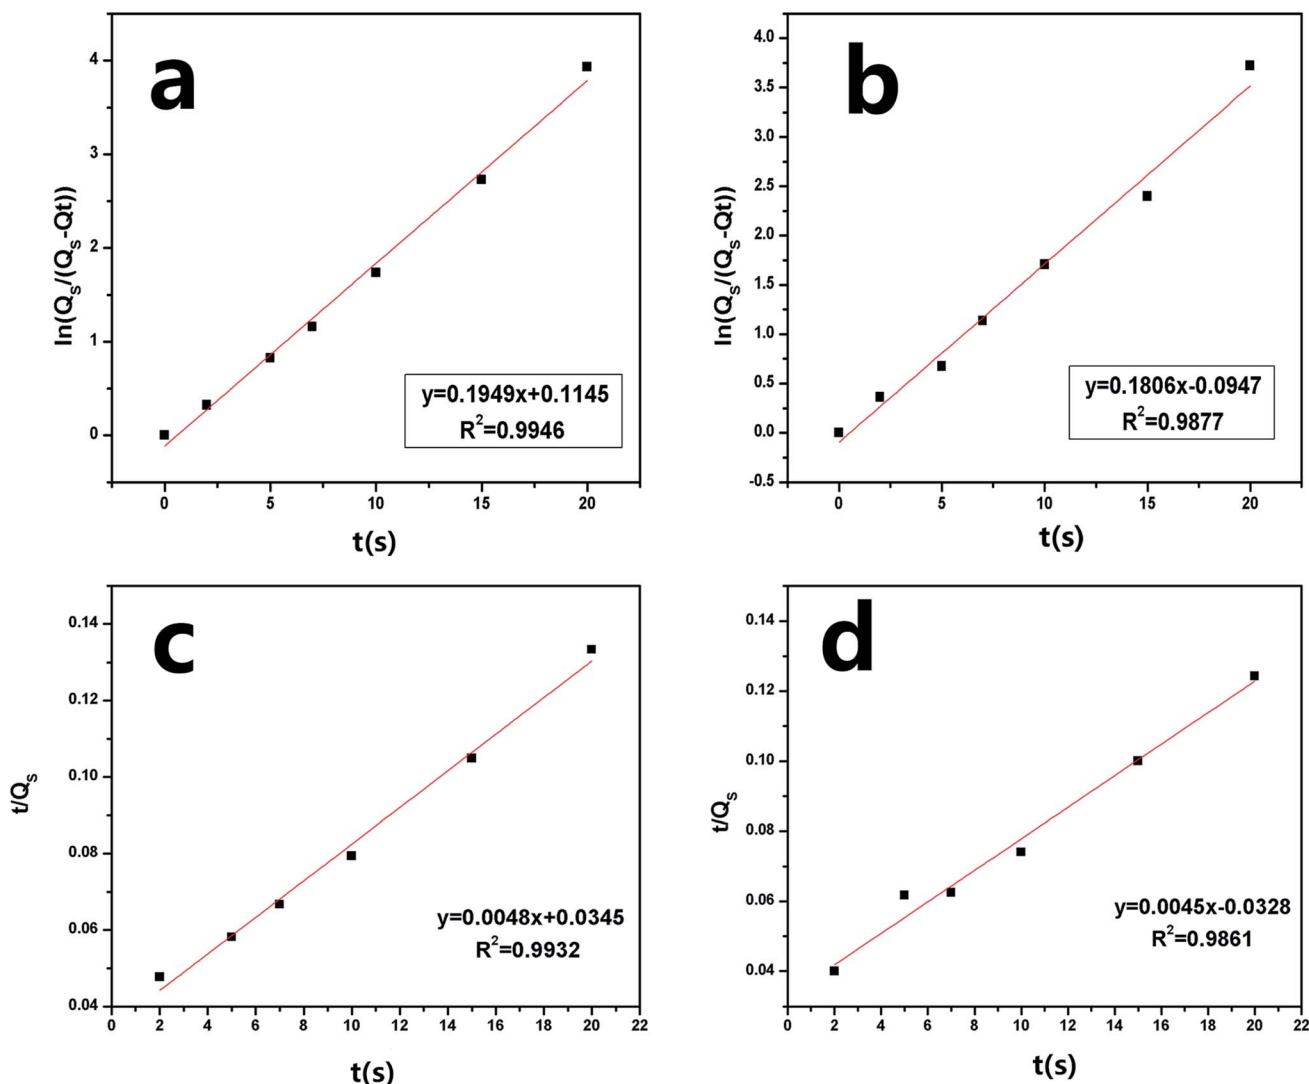 a
4
3
2
1
0
ln(Qₛ/(Qₛ-Qt))
y=0.1949x+0.1145
R²=0.9946
0 5 10 15 20
t(s)
b
4.0
3.5
3.0
2.5
2.0
1.5
1.0
0.5
0.0
-0.5
ln(Qₛ/(Qₛ-Qt))
y=0.1806x-0.0947
R²=0.9877
0 5 10 15 20
t(s)
c
0.14
0.12
0.10
0.08
0.06
0.04
t/Qₛ
y=0.0048x+0.0345
R²=0.9932
0 2 4 6 8 10 12 14 16 18 20 22
t(s)
d
0.14
0.12
0.10
0.08
0.06
0.04
t/Qₛ
y=0.0045x-0.0328
R²=0.9861
0 2 4 6 8 10 12 14 16 18 20 22
t(s)